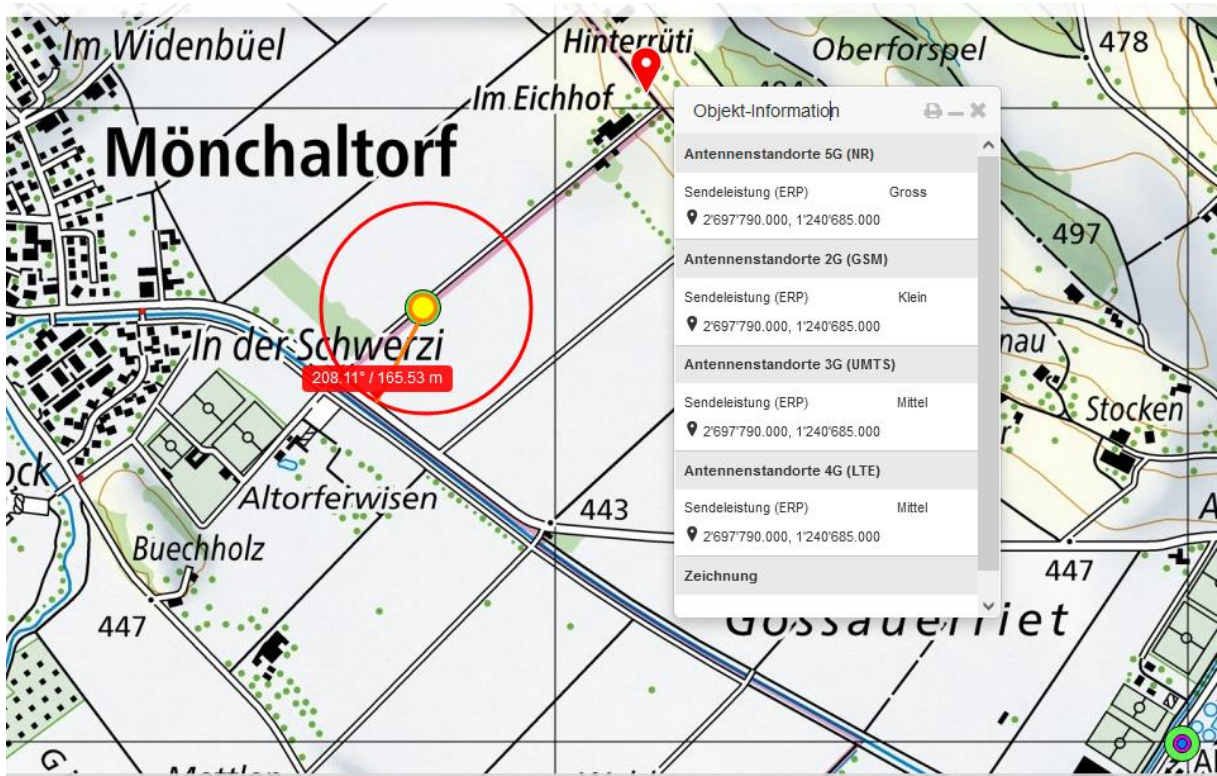 Im Widenbüel
Hinterrüti
Oberforspel
478
Im Eichhof
Mönchaltorf
497
In der Schwerzi
208.11° / 165.53 m
Altorferwisen
Buechholz
443
447
447
Stocken
Gossauerriet
Objekt-Information
Antennenstandorte 5G (NR)
Sendeleistung (ERP) Gross
2'697'790.000, 1'240'685.000
Antennenstandorte 2G (GSM)
Sendeleistung (ERP) Klein
2'697'790.000, 1'240'685.000
Antennenstandorte 3G (UMTS)
Sendeleistung (ERP) Mittel
2'697'790.000, 1'240'685.000
Antennenstandorte 4G (LTE)
Sendeleistung (ERP) Mittel
2'697'790.000, 1'240'685.000
Zeichnung